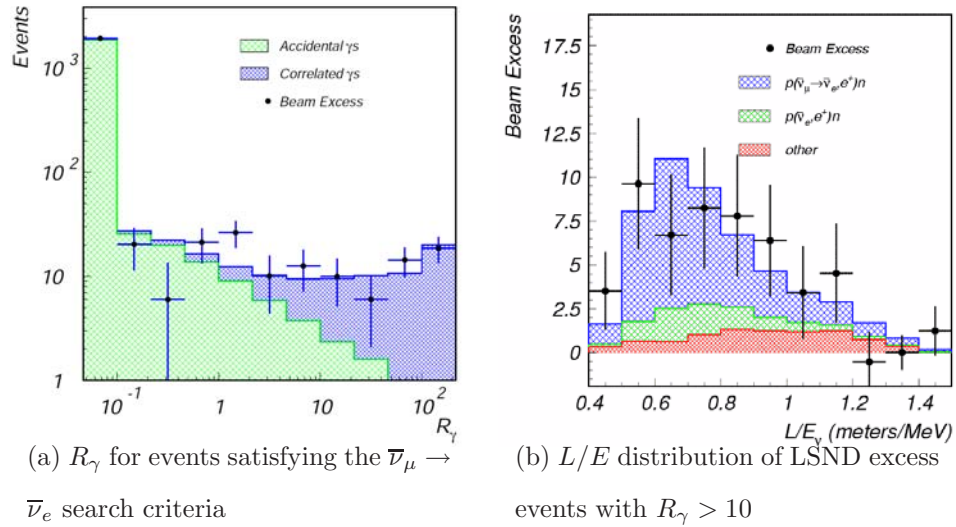 Events
10³
10²
10
1
Accidental γs
Correlated γs
Beam Excess
10⁻¹ 1 10 10²
R_γ
Beam Excess
17.5
15
12.5
10
7.5
5
2.5
0
Beam Excess
p(ν̄_μ→ν̄_e,e⁺)n
p(ν̄_e,e⁺)n
other
0.4 0.6 0.8 1 1.2 1.4
L/E_ν (meters/MeV)
(a) R_γ for events satisfying the ν̄_μ →
ν̄_e search criteria
(b) L/E distribution of LSND excess
events with R_γ > 10